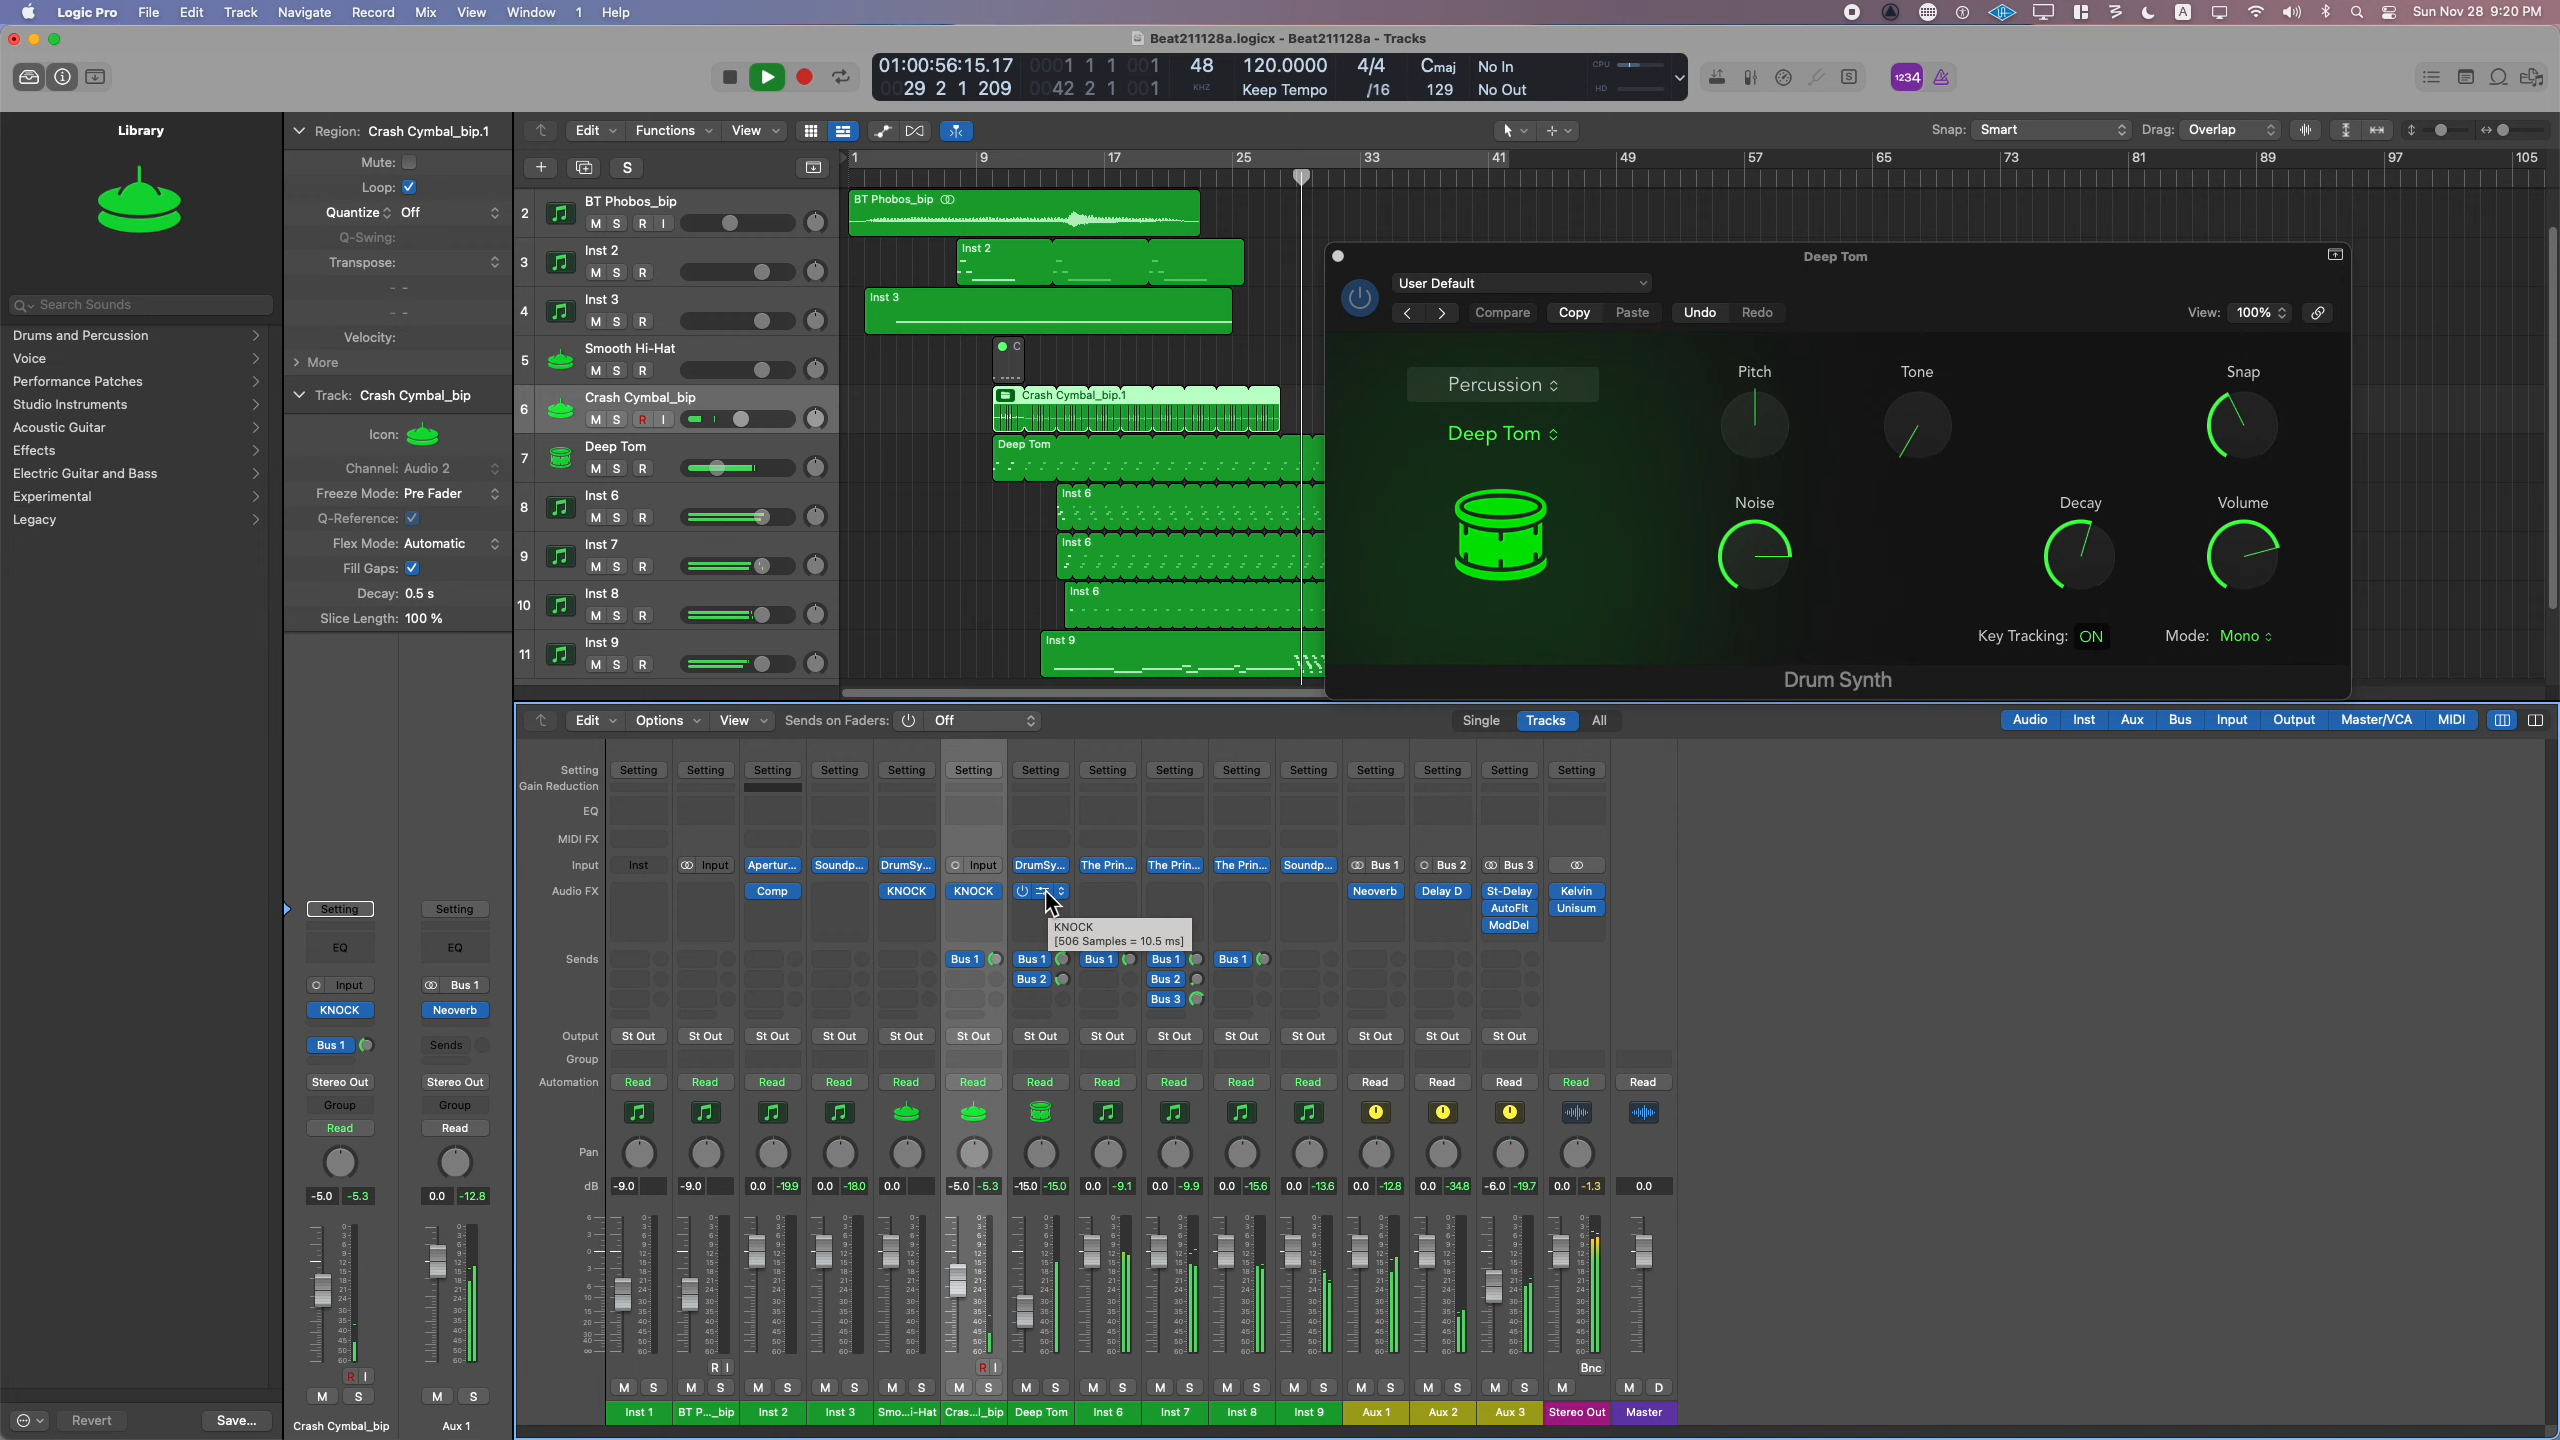 Logic Pro File Edit Track Navigate Record Mix View Window 1 Help
A Sun Nov 28 9:20 PM
Beat211128a.logicx - Beat211128a - Tracks
01:00:56:15.17 0001 1 1 001 48 120.0000 4/4 Cmaj No In CPU
0029 2 1 209 0042 2 1 001 KHZ Keep Tempo /16 129 No Out HD
S 1234
Library
Search Sounds
Drums and Percussion
Voice
Performance Patches
Studio Instruments
Acoustic Guitar
Effects
Electric Guitar and Bass
Experimental
Legacy
Revert Save...
Region: Crash Cymbal_bip.1
Mute:
Loop:
Quantize Off
Q-Swing:
Transpose:
- -
- -
Velocity:
More
Track: Crash Cymbal_bip
Icon:
Channel: Audio 2
Freeze Mode: Pre Fader
Q-Reference:
Flex Mode: Automatic
Fill Gaps:
Decay: 0.5 s
Slice Length: 100 %
Setting Setting
EQ EQ
Input Bus 1
KNOCK Neoverb
Bus 1 Sends
Stereo Out Stereo Out
Group Group
Read Read
-5.0 -5.3 0.0 -12.8
R I
M S M S
Crash Cymbal_bip Aux 1
Edit Functions View
Snap: Smart Drag: Overlap
S
1 9 17 25 33 41 49 57 65 73 81 89 97 105
2 BT Phobos_bip
M S R I
3 Inst 2
M S R
4 Inst 3
M S R
5 Smooth Hi-Hat
M S R
6 Crash Cymbal_bip
M S R I
7 Deep Tom
M S R
8 Inst 6
M S R
9 Inst 7
M S R
10 Inst 8
M S R
11 Inst 9
M S R
BT Phobos_bip
Inst 2
Inst 3
C
Crash Cymbal_bip.1
Deep Tom
Inst 6
Inst 6
Inst 6
Inst 9
Deep Tom
User Default
Compare Copy Paste Undo Redo View: 100%
Percussion
Deep Tom
Pitch Tone Snap
Noise Decay Volume
Key Tracking: ON Mode: Mono
Drum Synth
Edit Options View Sends on Faders: Off
Single Tracks All
Audio Inst Aux Bus Input Output Master/VCA MIDI
Setting Setting Setting Setting Setting Setting Setting Setting Setting Setting Setting Setting Setting Setting Setting Setting
Gain Reduction
EQ
MIDI FX
Input Inst Input Apertur... Soundp... DrumSy... Input DrumSy... The Prin... The Prin... The Prin... Soundp... Bus 1 Bus 2 Bus 3
Audio FX Comp KNOCK KNOCK Neoverb Delay D St-Delay Kelvin
AutoFlt Unisum
ModDel
KNOCK
[506 Samples = 10.5 ms]
Sends Bus 1 Bus 1 Bus 1 Bus 1 Bus 1
Bus 2 Bus 2
Bus 3
Output St Out St Out St Out St Out St Out St Out St Out St Out St Out St Out St Out St Out St Out St Out
Group
Automation Read Read Read Read Read Read Read Read Read Read Read Read Read Read Read Read
Pan
dB -9.0 -9.0 0.0 -19.9 0.0 -18.0 0.0 -5.0 -5.3 -15.0 -15.0 0.0 -9.1 0.0 -9.9 0.0 -15.6 0.0 -13.6 0.0 -12.8 0.0 -34.8 -6.0 -19.7 0.0 -1.3 0.0
R I R I Bnc
M S M S M S M S M S M S M S M S M S M S M S M S M S M S M M D
Inst 1 BT P..._bip Inst 2 Inst 3 Smo...i-Hat Cras...l_bip Deep Tom Inst 6 Inst 7 Inst 8 Inst 9 Aux 1 Aux 2 Aux 3 Stereo Out Master